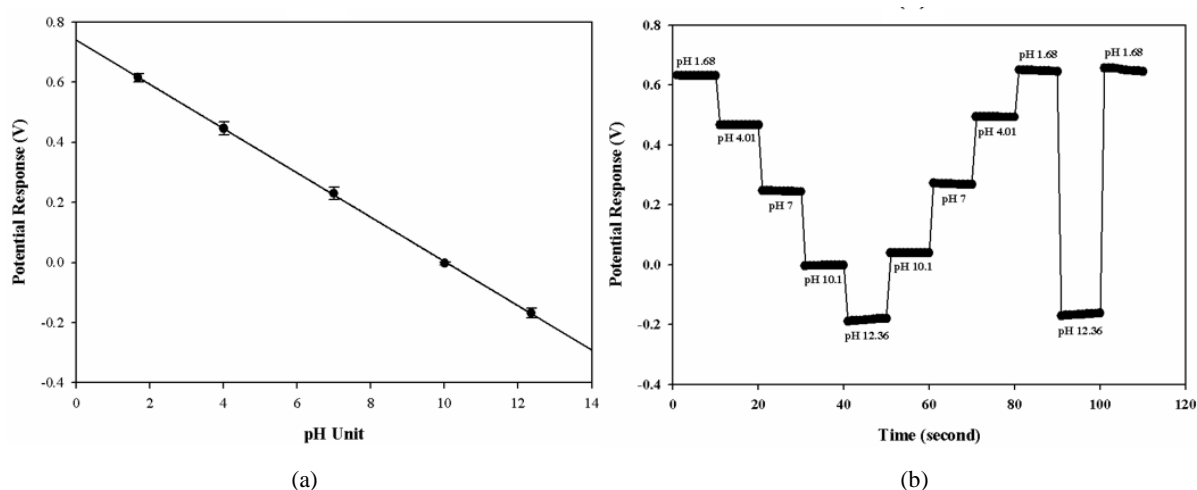 0.8
0.6
0.4
0.2
0.0
-0.2
-0.4
0
2
4
6
8
10
12
14
Potential Response (V)
pH Unit
(a)
0.8
0.6
0.4
0.2
0.0
-0.2
-0.4
0
20
40
60
80
100
120
Potential Response (V)
Time (second)
pH 1.68
pH 4.01
pH 7
pH 10.1
pH 12.36
pH 10.1
pH 7
pH 4.01
pH 1.68
pH 12.36
pH 1.68
(b)